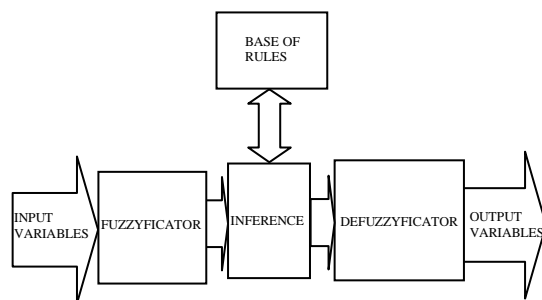 BASE OF
RULES
INPUT
VARIABLES
FUZZYFICATOR
INFERENCE
DEFUZZYFICATOR
OUTPUT
VARIABLES